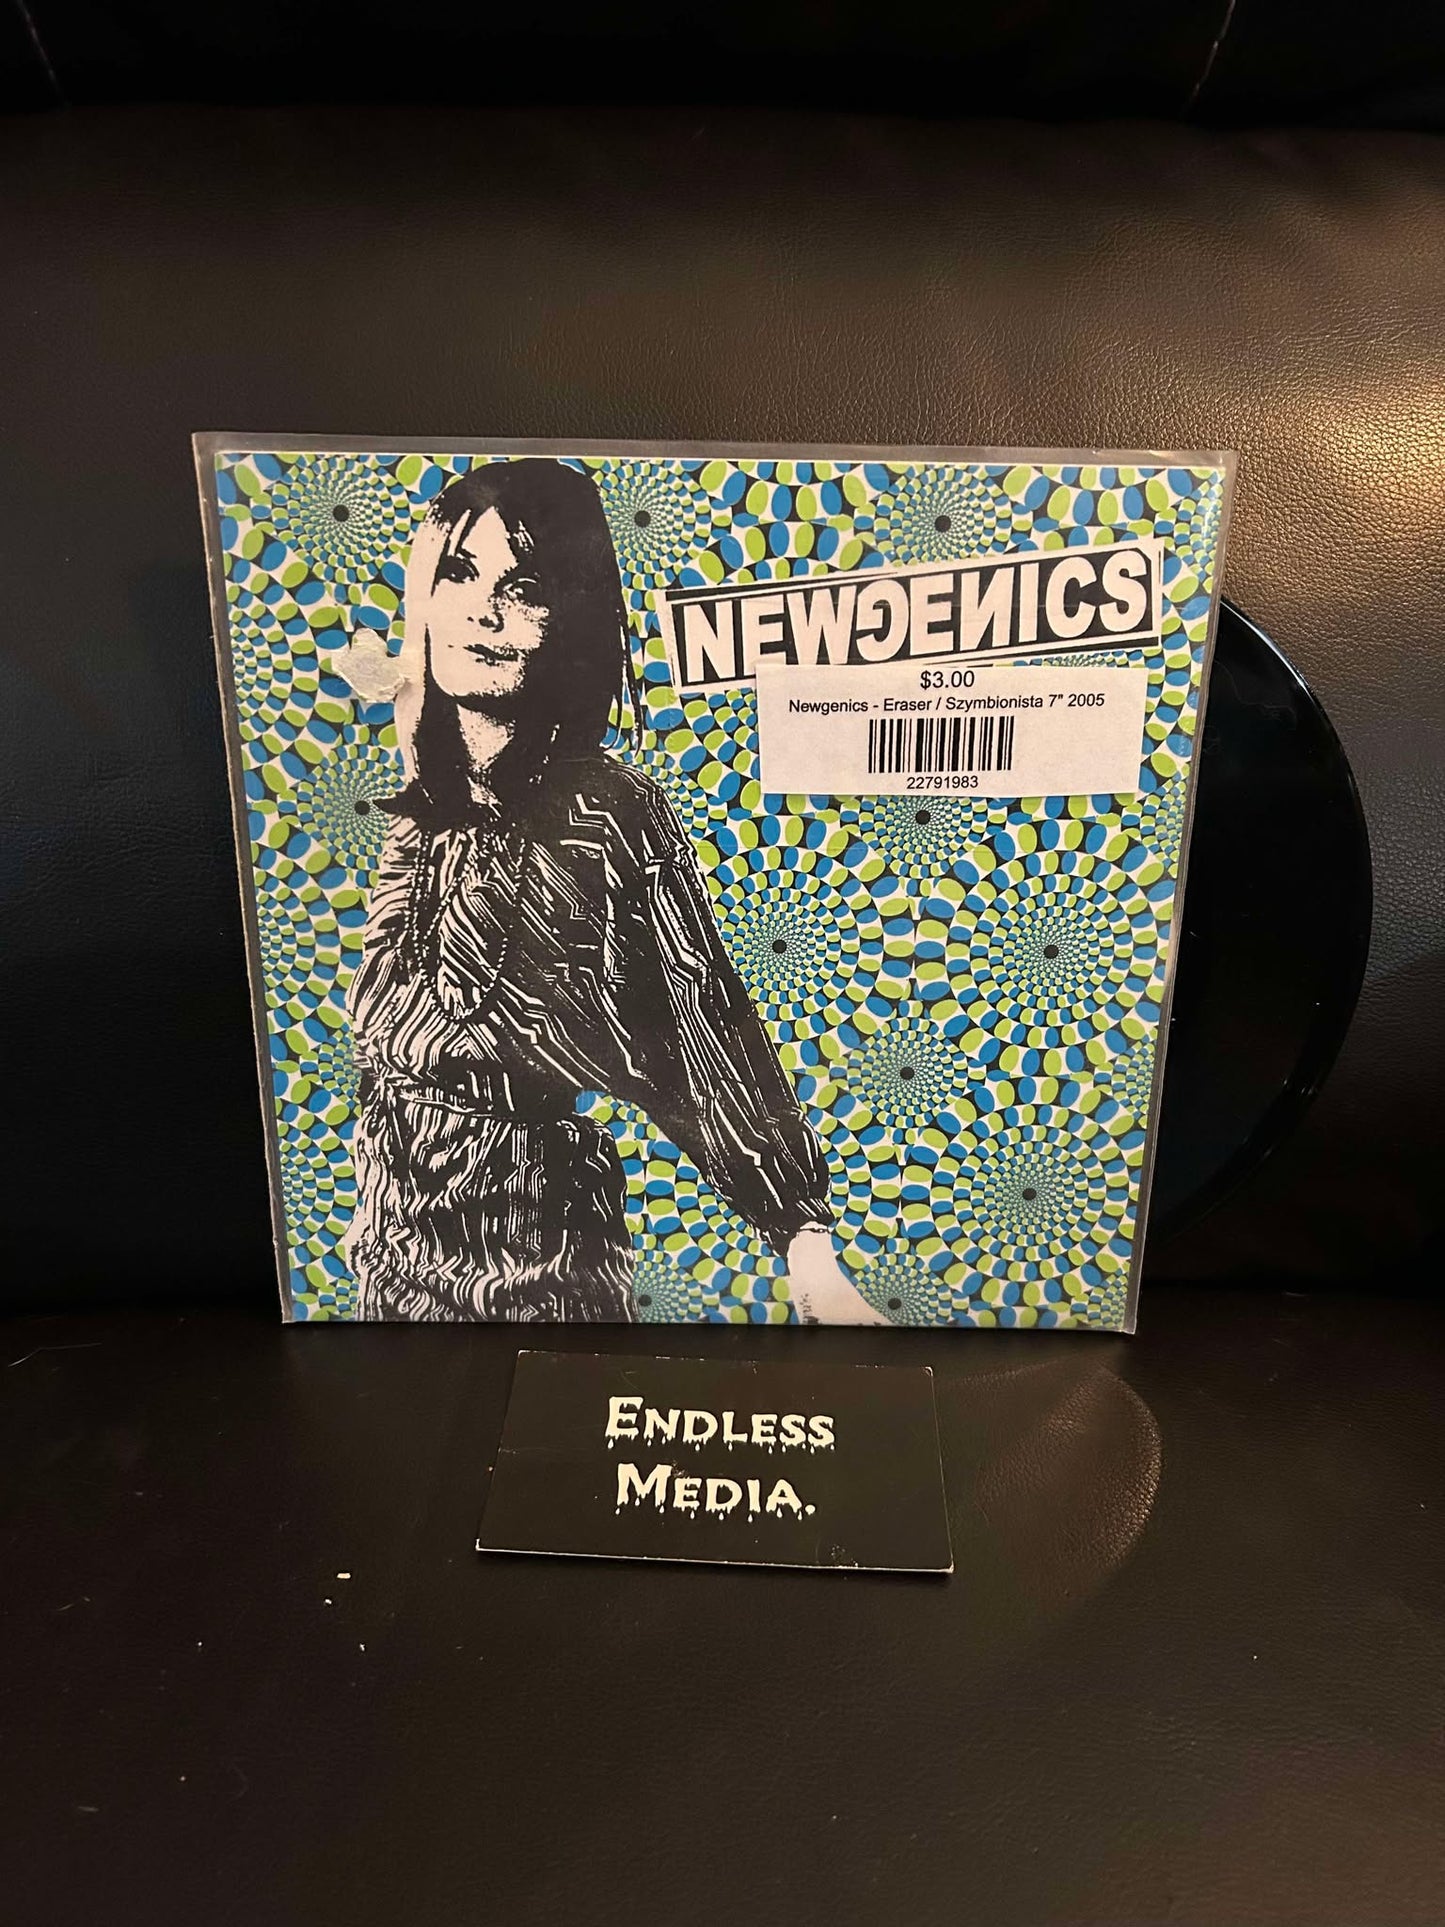 NEWGENICS
$3.00
Newgenics - Eraser / Szymbionista 7" 2005
22791983
ENDLESS
MEDIA.